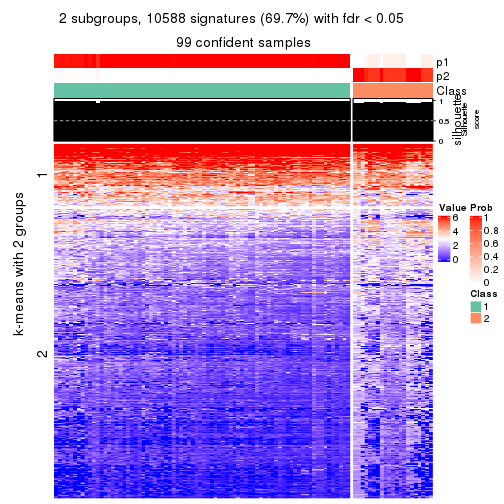 2 subgroups, 10588 signatures (69.7%) with fdr < 0.05
99 confident samples
p1
p2
Class
silhouette
1
0.5
0
Silhouette
score
k-means with 2 groups
1
2
Value
6
4
2
0
Prob
1
0.8
0.6
0.4
0.2
0
Class
1
2